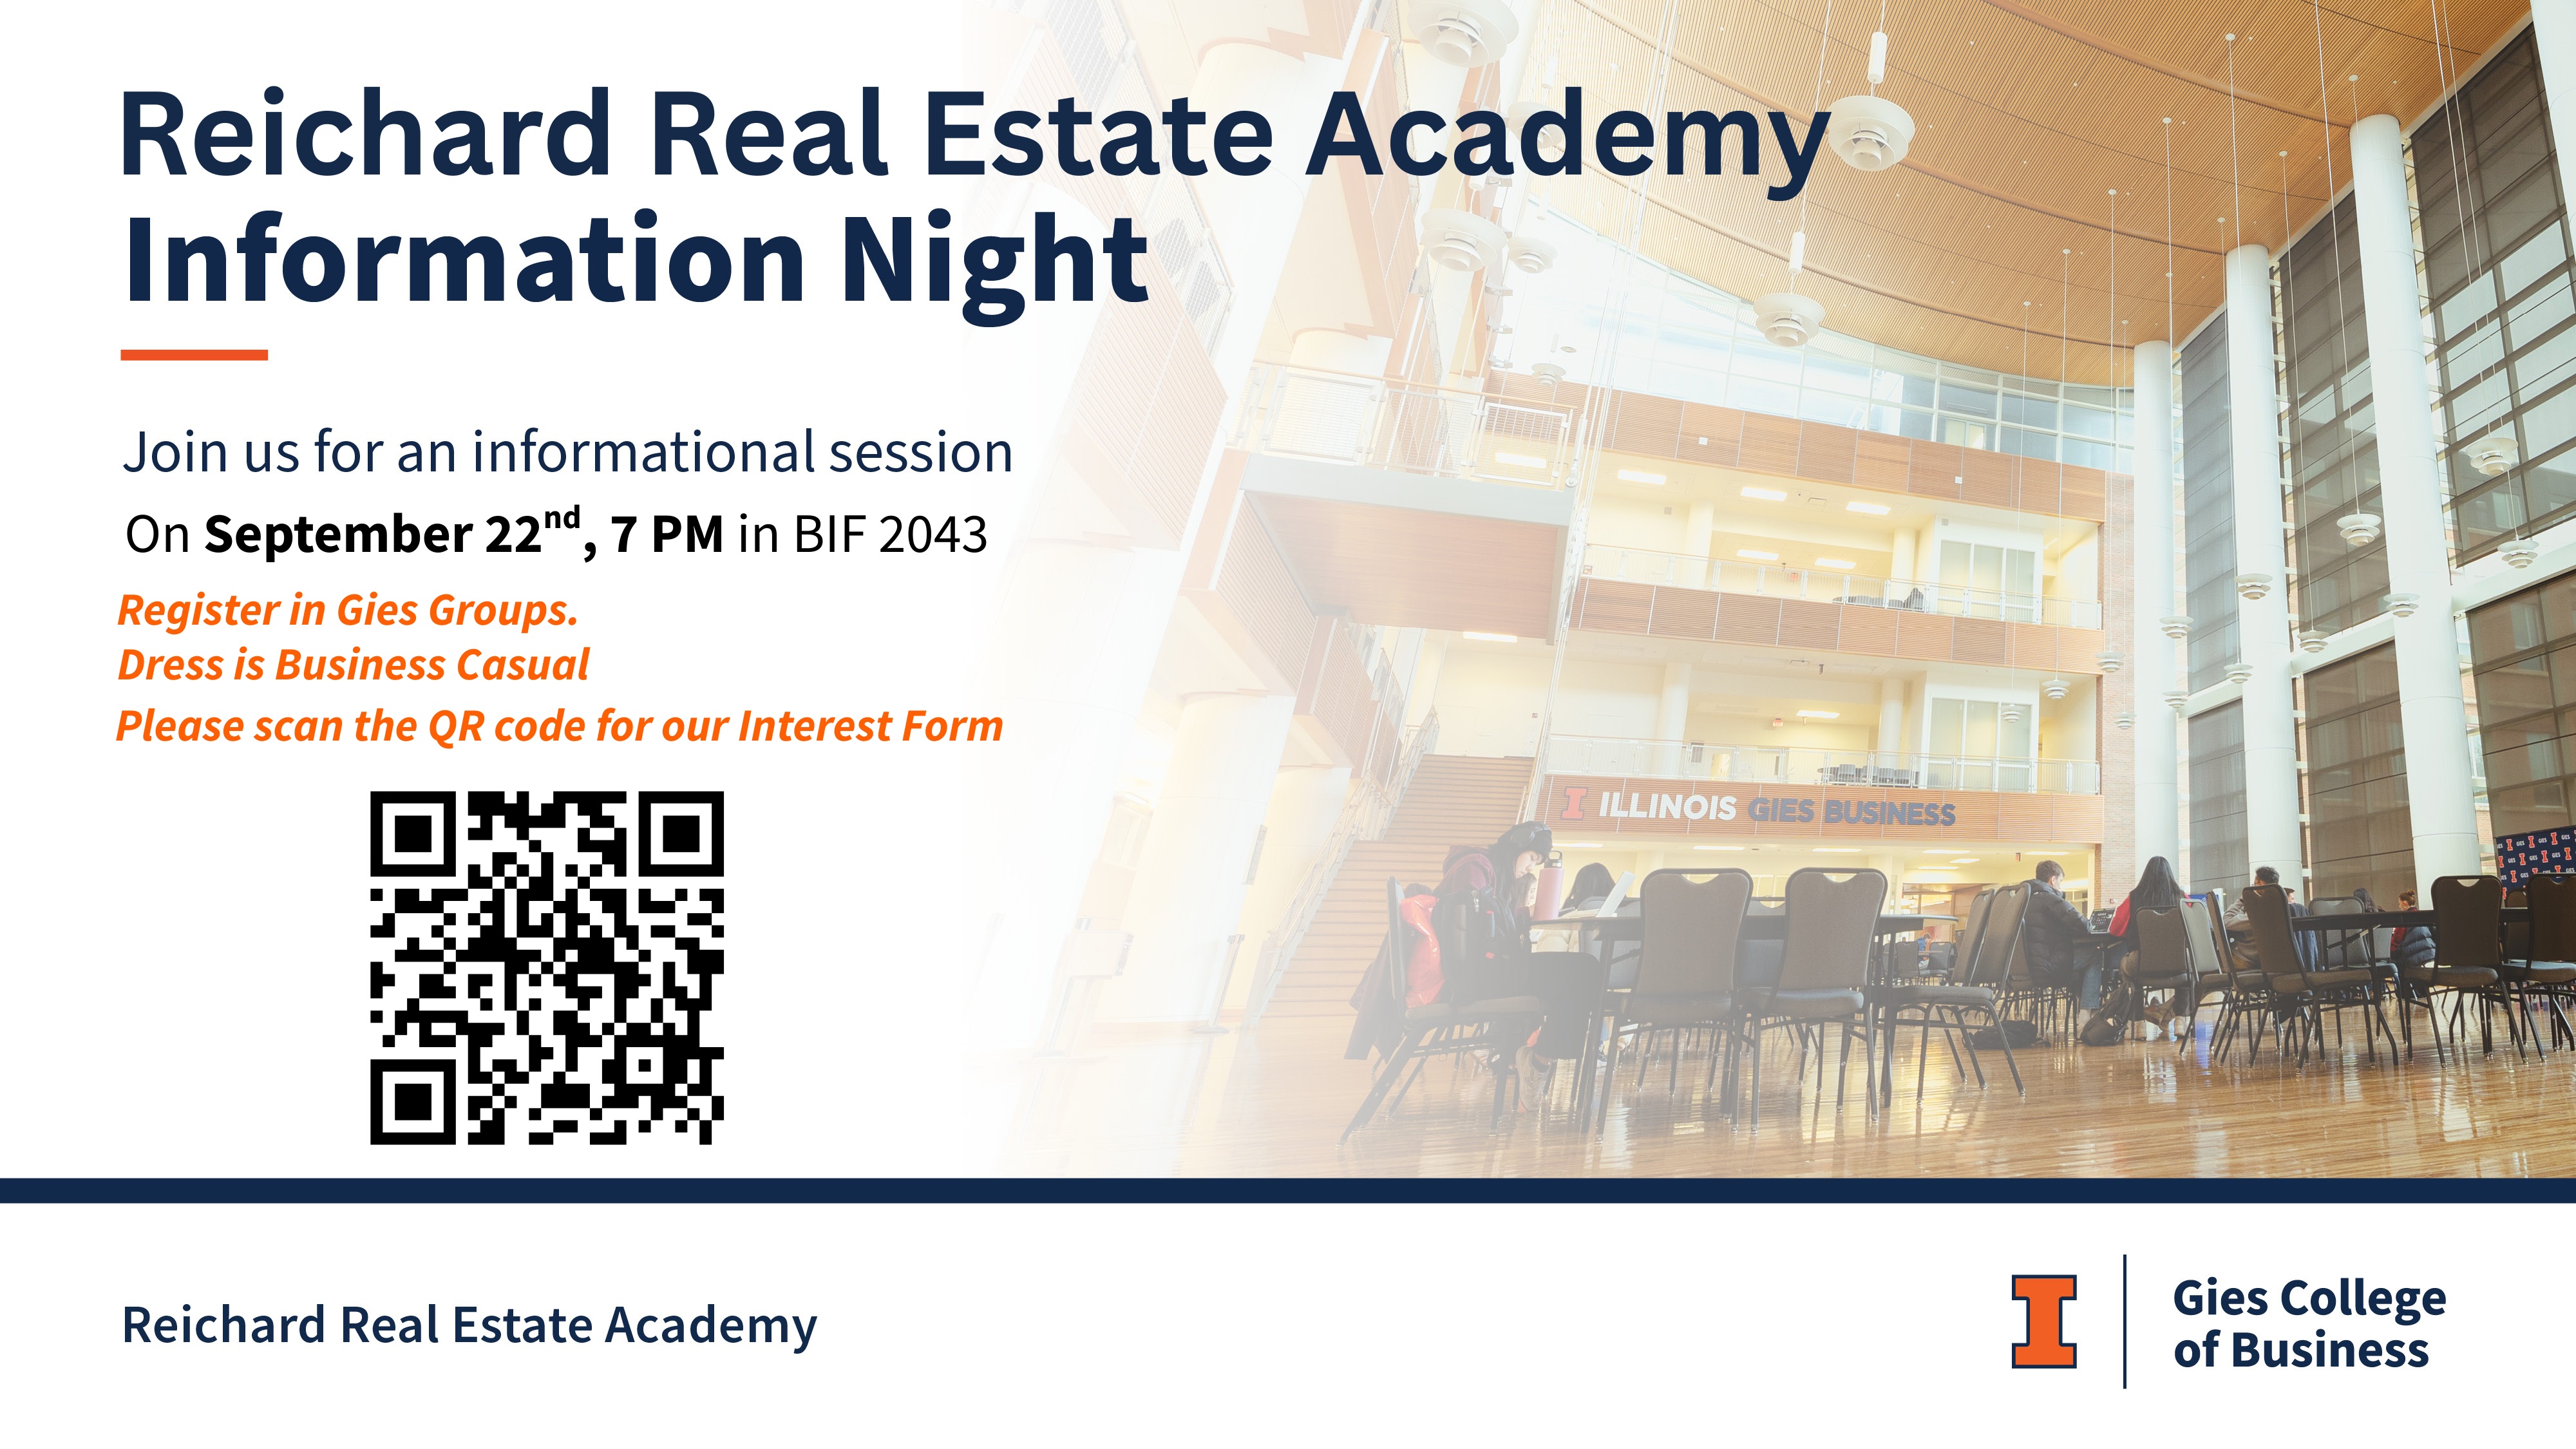 Reichard Real Estate Academy
Information Night
Join us for an informational session
On September 22nd, 7 PM in BIF 2043
Register in Gies Groups.
Dress is Business Casual
Please scan the QR code for our Interest Form
I ILLINOIS GIES BUSINESS
Reichard Real Estate Academy
I
Gies College
of Business